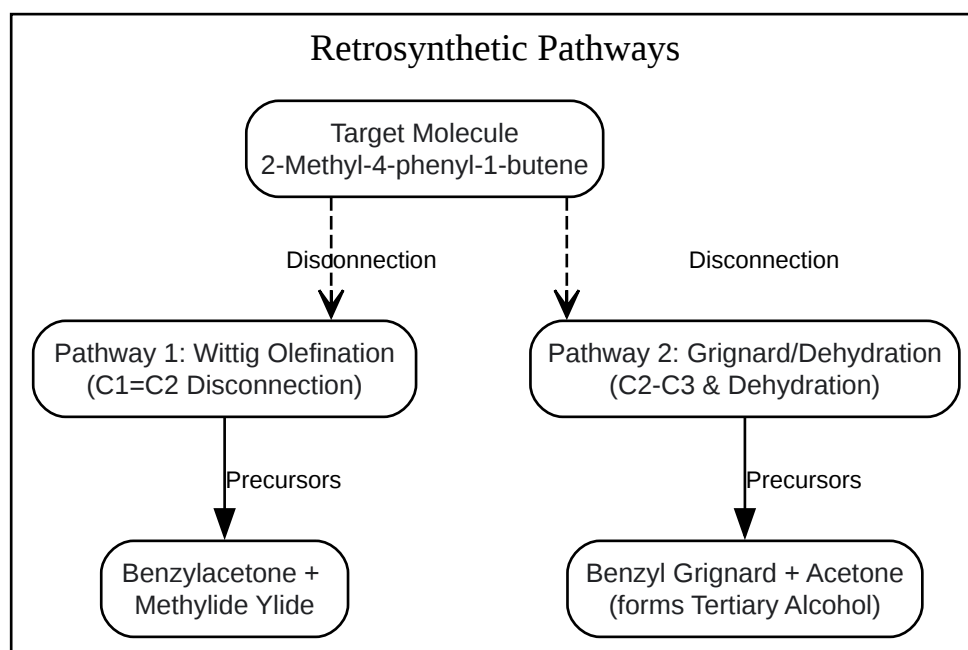 Retrosynthetic Pathways
Target Molecule
2-Methyl-4-phenyl-1-butene
Disconnection
Disconnection
Pathway 1: Wittig Olefination
(C1=C2 Disconnection)
Pathway 2: Grignard/Dehydration
(C2-C3 & Dehydration)
Precursors
Precursors
Benzylacetone +
Methylide Ylide
Benzyl Grignard + Acetone
(forms Tertiary Alcohol)